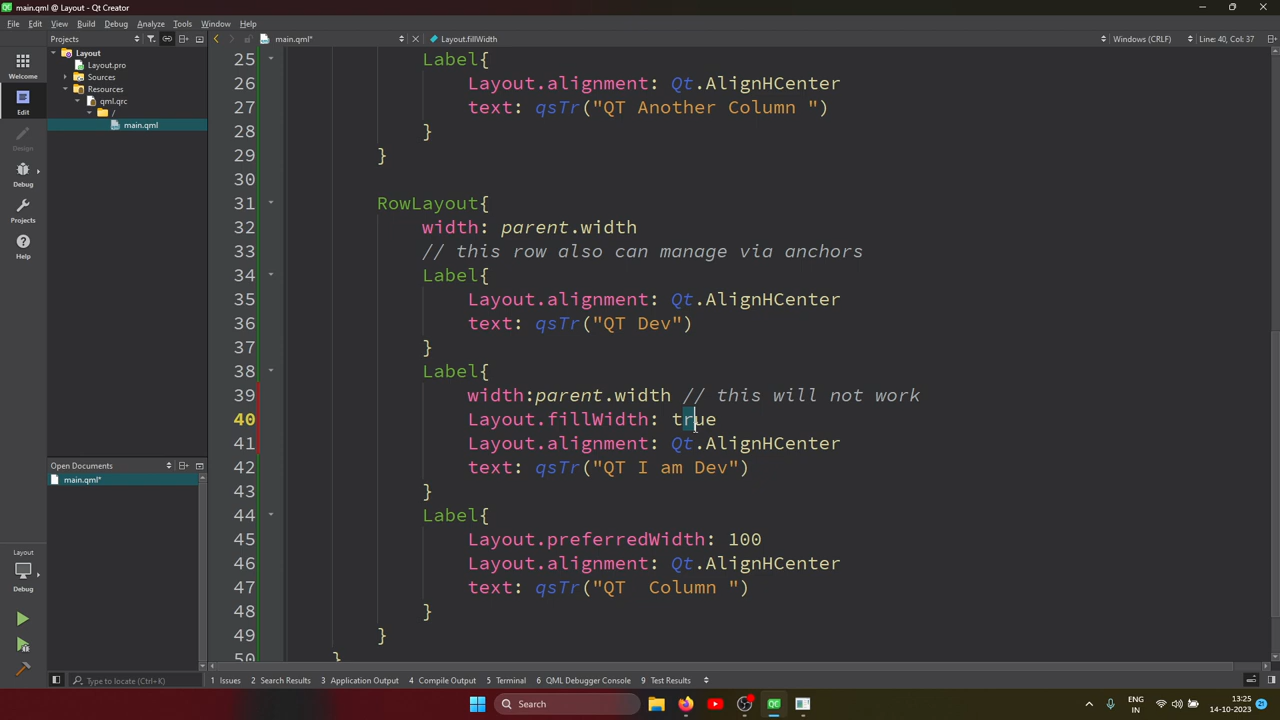 main.qml @ Layout - Qt Creator
File Edit View Build Debug Analyze Tools Window Help
Projects
main.qml*
Layout.fillWidth
Windows (CRLF)
Line: 40, Col: 37
Welcome
Edit
Design
Debug
Projects
Help
Layout
Layout.pro
Sources
Resources
qml.qrc
/
main.qml
Open Documents
main.qml*
25 Label{
26 Layout.alignment: Qt.AlignHCenter
27 text: qsTr("QT Another Column ")
28 }
29 }
30
31 RowLayout{
32 width: parent.width
33 // this row also can manage via anchors
34 Label{
35 Layout.alignment: Qt.AlignHCenter
36 text: qsTr("QT Dev")
37 }
38 Label{
39 width:parent.width // this will not work
40 Layout.fillWidth: true
41 Layout.alignment: Qt.AlignHCenter
42 text: qsTr("QT I am Dev")
43 }
44 Label{
45 Layout.preferredWidth: 100
46 Layout.alignment: Qt.AlignHCenter
47 text: qsTr("QT  Column ")
48 }
49 }
50 }
Layout
Debug
Type to locate (Ctrl+K)
1 Issues 2 Search Results 3 Application Output 4 Compile Output 5 Terminal 6 QML Debugger Console 9 Test Results
Search
QC
ENG
IN
13:25
14-10-2023
21